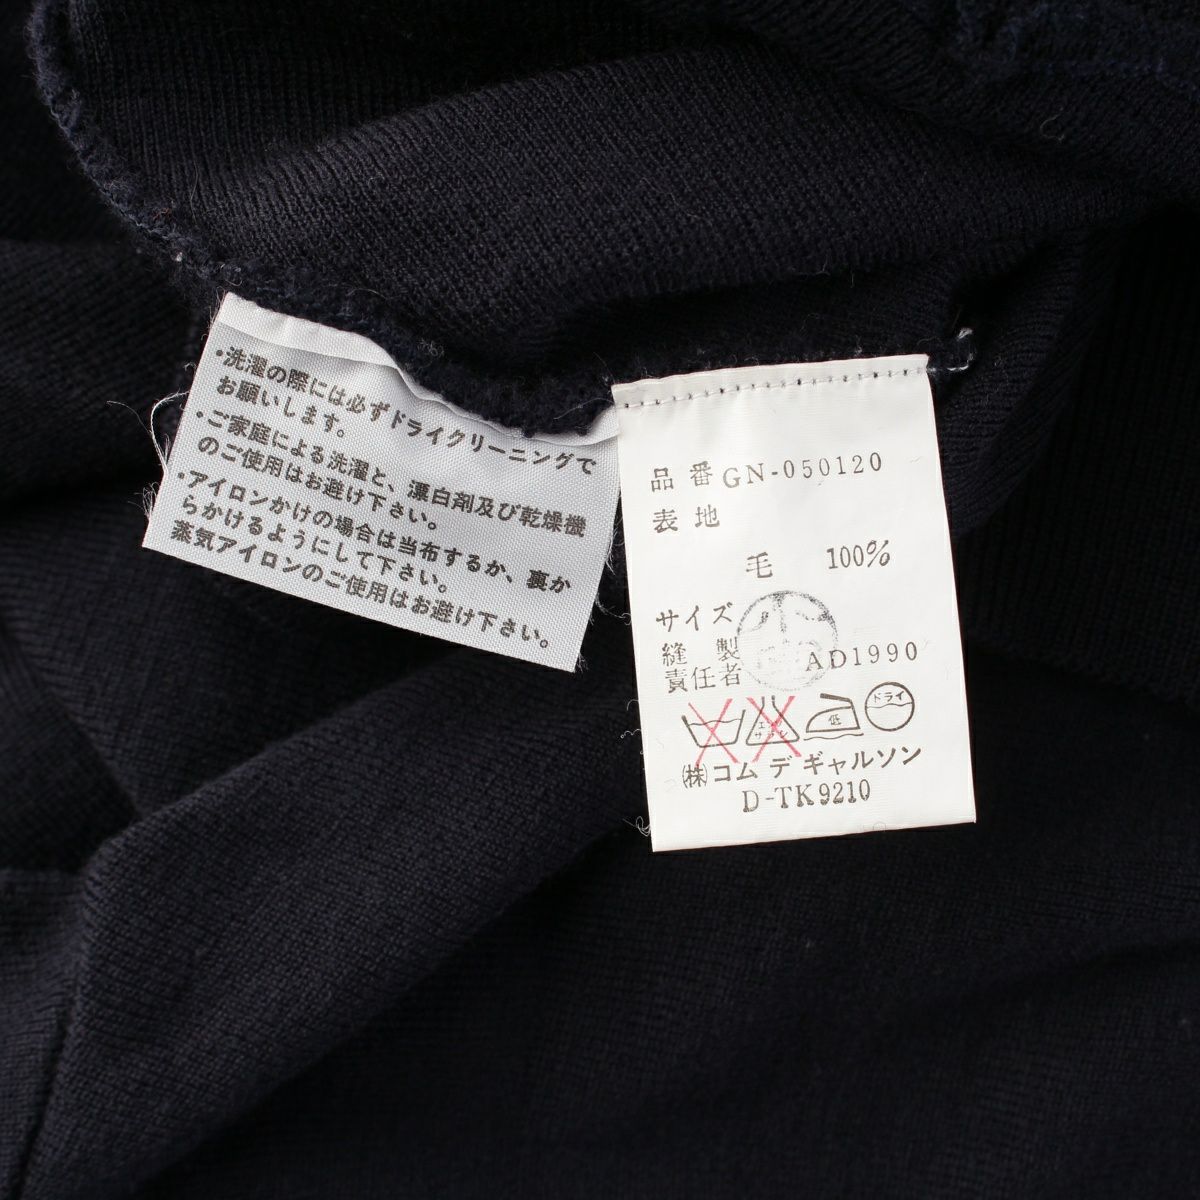 ・洗濯の際には必ずドライクリーニングで
お願いします。
・ご家庭による洗濯と、漂白剤及び乾燥機
のご使用はお避け下さい。
・アイロンかけの場合は当布するか、裏か
らかけるようにして下さい。
蒸気アイロンのご使用はお避け下さい。
品番 GN-050120
表地
毛 100%
サイズ
縫製
責任者 AD1990
低
ドライ
㈱コム デ ギャルソン
D-TK9210